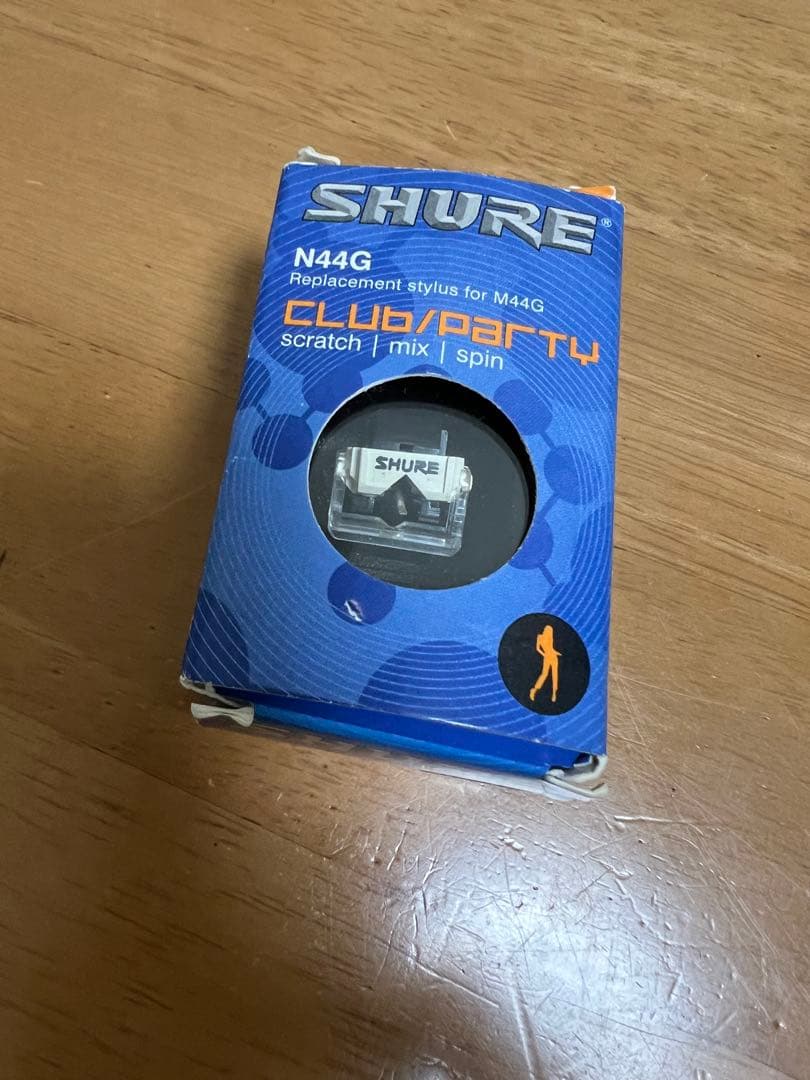 SHURE®
N44G
Replacement stylus for M44G
CLUb/PARTY
scratch | mix | spin
SHURE